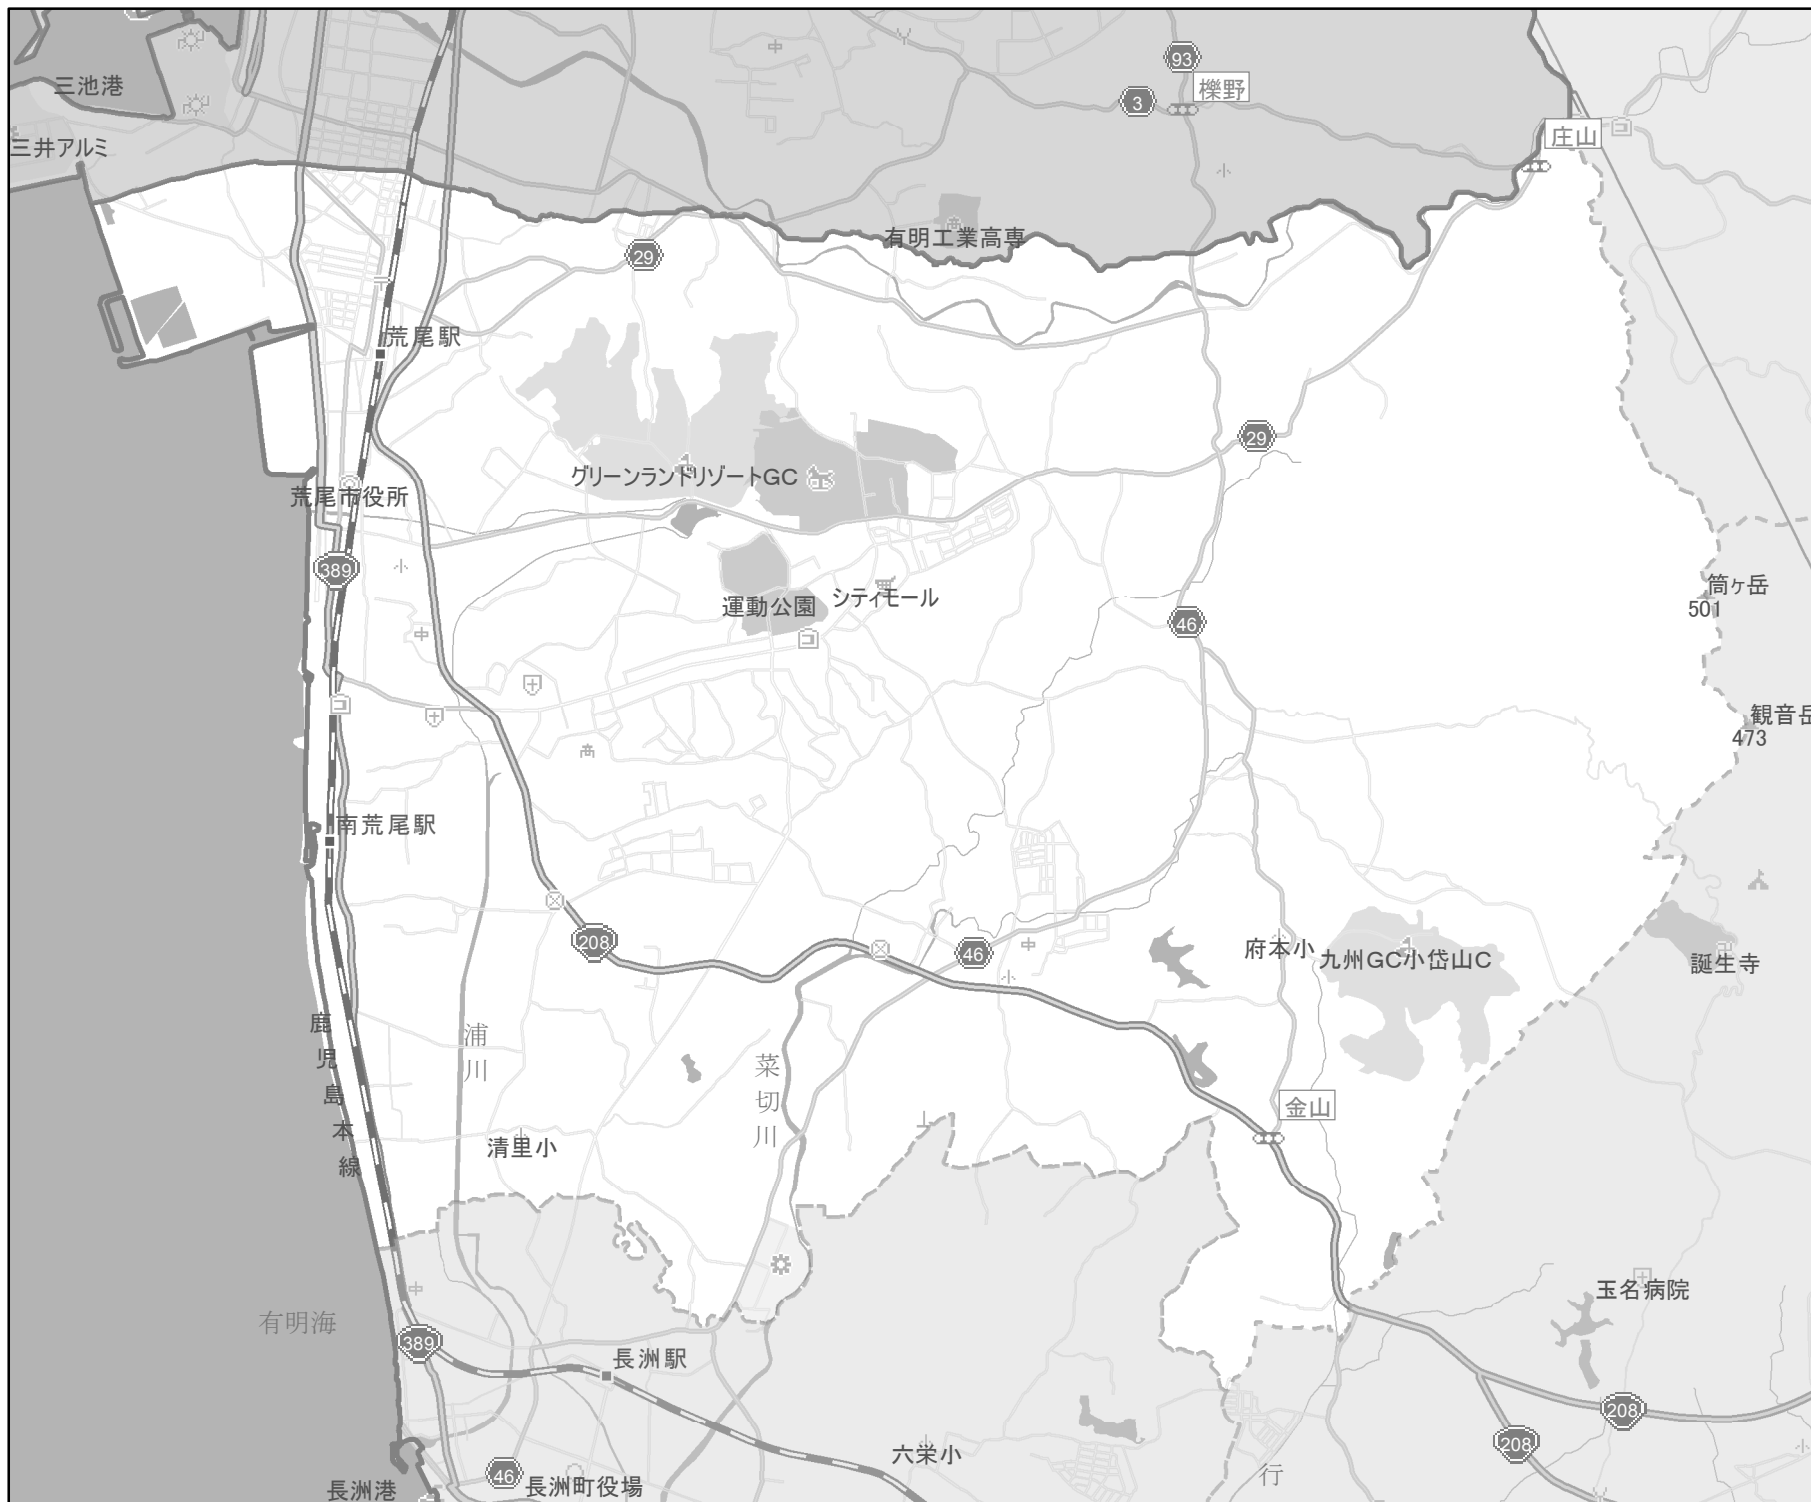 93
櫟野
三池港
3
庄山
三井アルミ
有明工業高専
29
荒尾駅
29
グリーンランドリゾートGC
荒尾市役所
389
筒ヶ岳
501
運動公園
シティモール
46
観音岳
473
南荒尾駅
208
46
府本小
九州GC小岱山C
誕生寺
鹿児島本線
浦川
菜切川
金山
清里小
玉名病院
有明海
389
長洲駅
208
208
六栄小
46
長洲町役場
行
長洲港